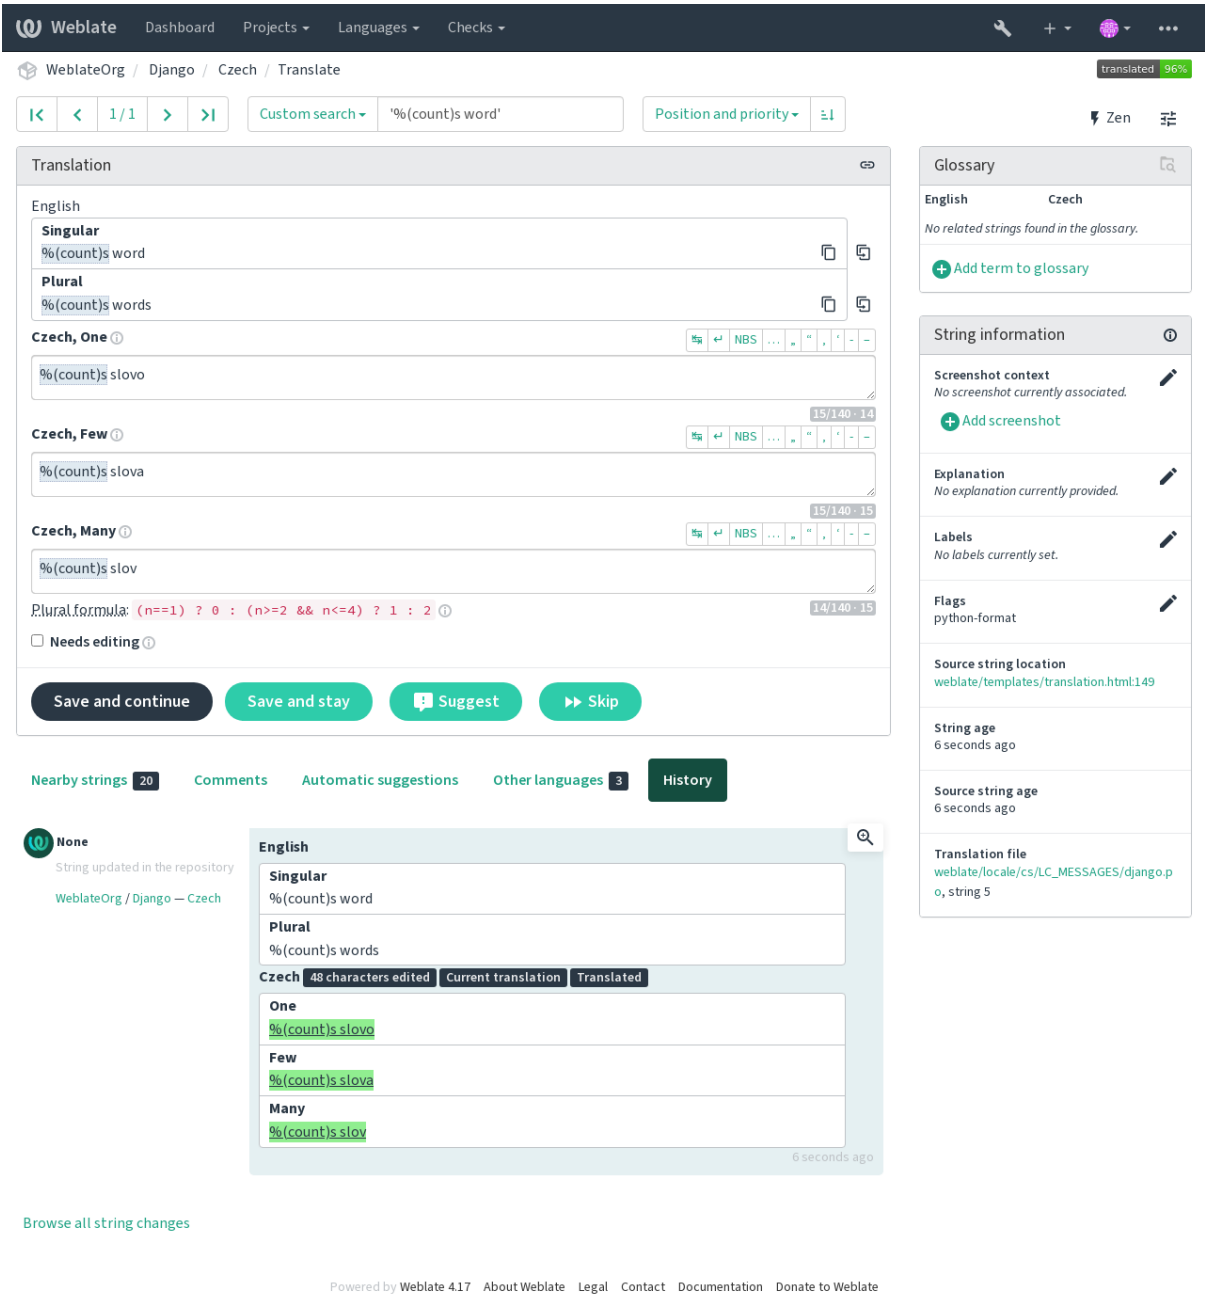 Weblate Dashboard Projects Languages Checks
WeblateOrg / Django / Czech / Translate
translated 96%
1 / 1
Custom search
'%(count)s word'
Position and priority
Zen
Translation
English
Singular
%(count)s word
Plural
%(count)s words
Czech, One
NBS … „ “ ‚ ‘ - –
%(count)s slovo
15/140 · 14
Czech, Few
NBS … „ “ ‚ ‘ - –
%(count)s slova
15/140 · 15
Czech, Many
NBS … „ “ ‚ ‘ - –
%(count)s slov
Plural formula: (n==1) ? 0 : (n>=2 && n<=4) ? 1 : 2
14/140 · 15
Needs editing
Save and continue
Save and stay
Suggest
Skip
Glossary
English Czech
No related strings found in the glossary.
Add term to glossary
String information
Screenshot context
No screenshot currently associated.
Add screenshot
Explanation
No explanation currently provided.
Labels
No labels currently set.
Flags
python-format
Source string location
weblate/templates/translation.html:149
String age
6 seconds ago
Source string age
6 seconds ago
Translation file
weblate/locale/cs/LC_MESSAGES/django.p
o, string 5
Nearby strings 20
Comments
Automatic suggestions
Other languages 3
History
None
String updated in the repository
WeblateOrg / Django — Czech
English
Singular
%(count)s word
Plural
%(count)s words
Czech 48 characters edited Current translation Translated
One
%(count)s slovo
Few
%(count)s slova
Many
%(count)s slov
6 seconds ago
Browse all string changes
Powered by Weblate 4.17 About Weblate Legal Contact Documentation Donate to Weblate